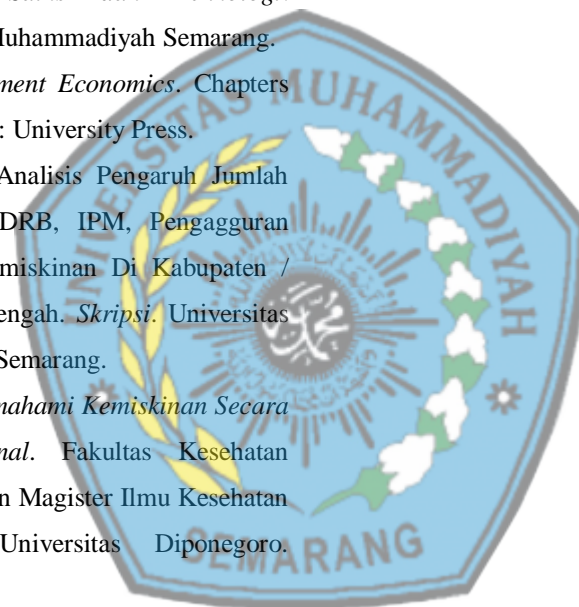 Muhammadiyah Semarang.
ment Economics. Chapters
: University Press.
Analisis Pengaruh Jumlah
DRB, IPM, Pengagguran
miskinan Di Kabupaten /
engah. Skripsi. Universitas
Semarang.
mahami Kemiskinan Secara
nal. Fakultas Kesehatan
n Magister Ilmu Kesehatan
Universitas Diponegoro.
UNIVERSITAS MUHAMMADIYAH
SEMARANG